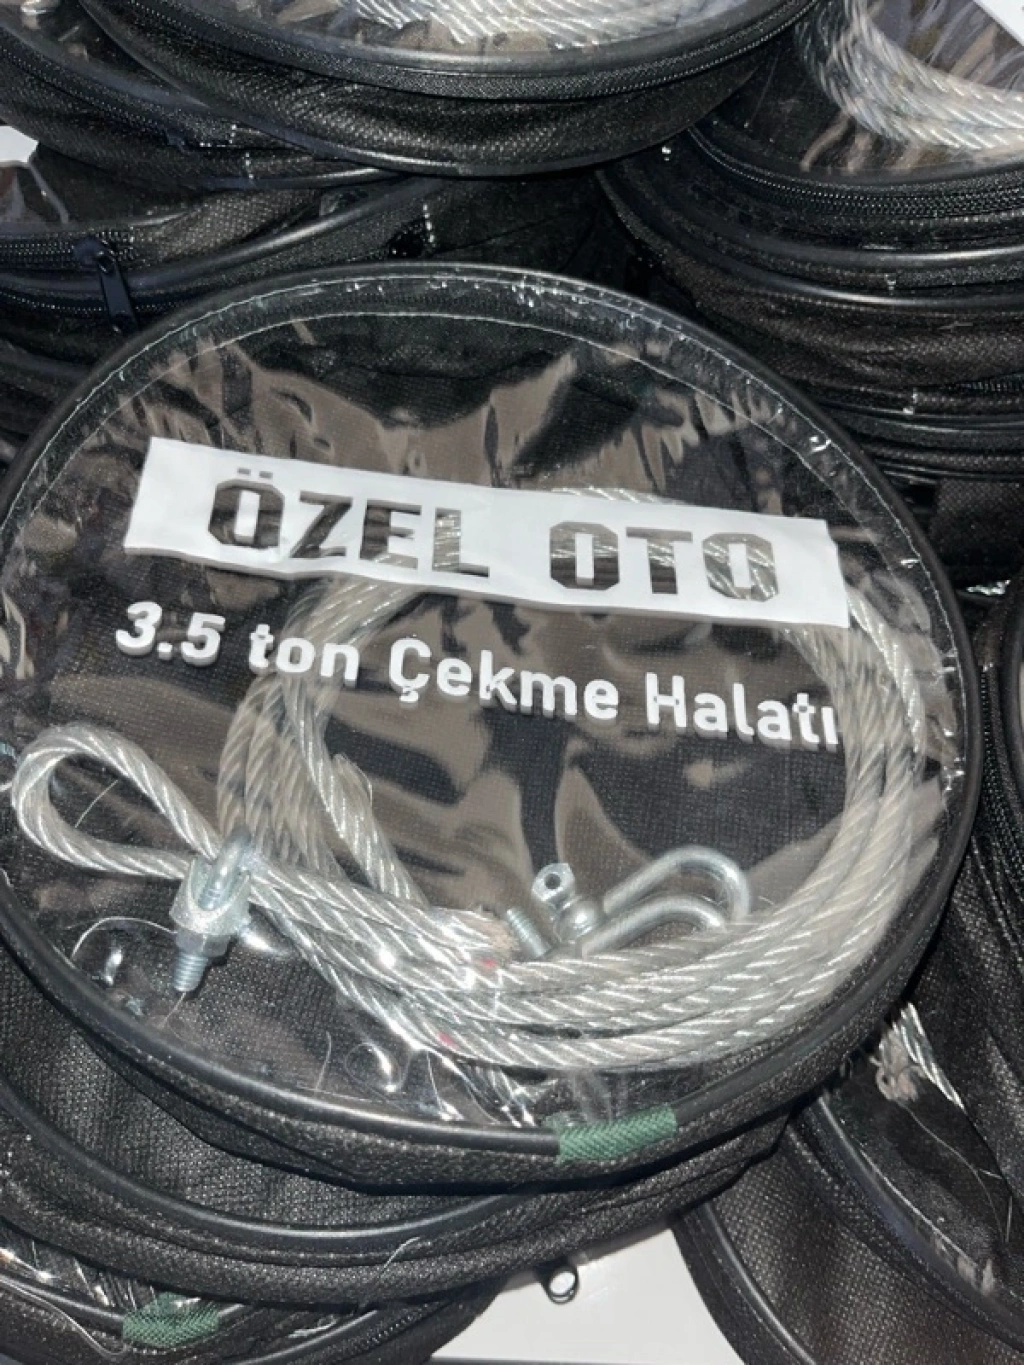 ÖZEL OTO
3.5 ton Çekme Halatı